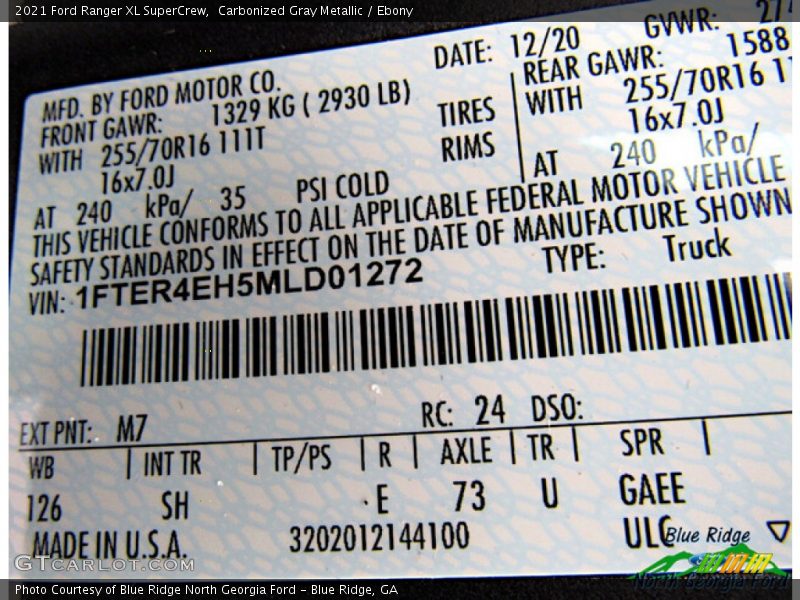 2021 Ford Ranger XL SuperCrew,  Carbonized Gray Metallic / Ebony
MFD. BY FORD MOTOR CO.
DATE: 12/20
GVWR:
FRONT GAWR: 1329 KG ( 2930 LB)
REAR GAWR: 1588
WITH 255/70R16 111T
TIRES
WITH 255/70R16
16x7.0J
RIMS
16x7.0J
AT 240 kPa/ 35 PSI COLD
AT 240 kPa/
THIS VEHICLE CONFORMS TO ALL APPLICABLE FEDERAL MOTOR VEHICLE
SAFETY STANDARDS IN EFFECT ON THE DATE OF MANUFACTURE SHOWN
VIN: 1FTER4EH5MLD01272
TYPE: Truck
EXT PNT: M7
RC: 24 DSO:
WB | INT TR | TP/PS | R | AXLE | TR | SPR |
126 SH E 73 U GAEE
MADE IN U.S.A. 3202012144100 ULC
GTcarlot.com
Blue Ridge
North Georgia Ford
Photo Courtesy of Blue Ridge North Georgia Ford - Blue Ridge, GA